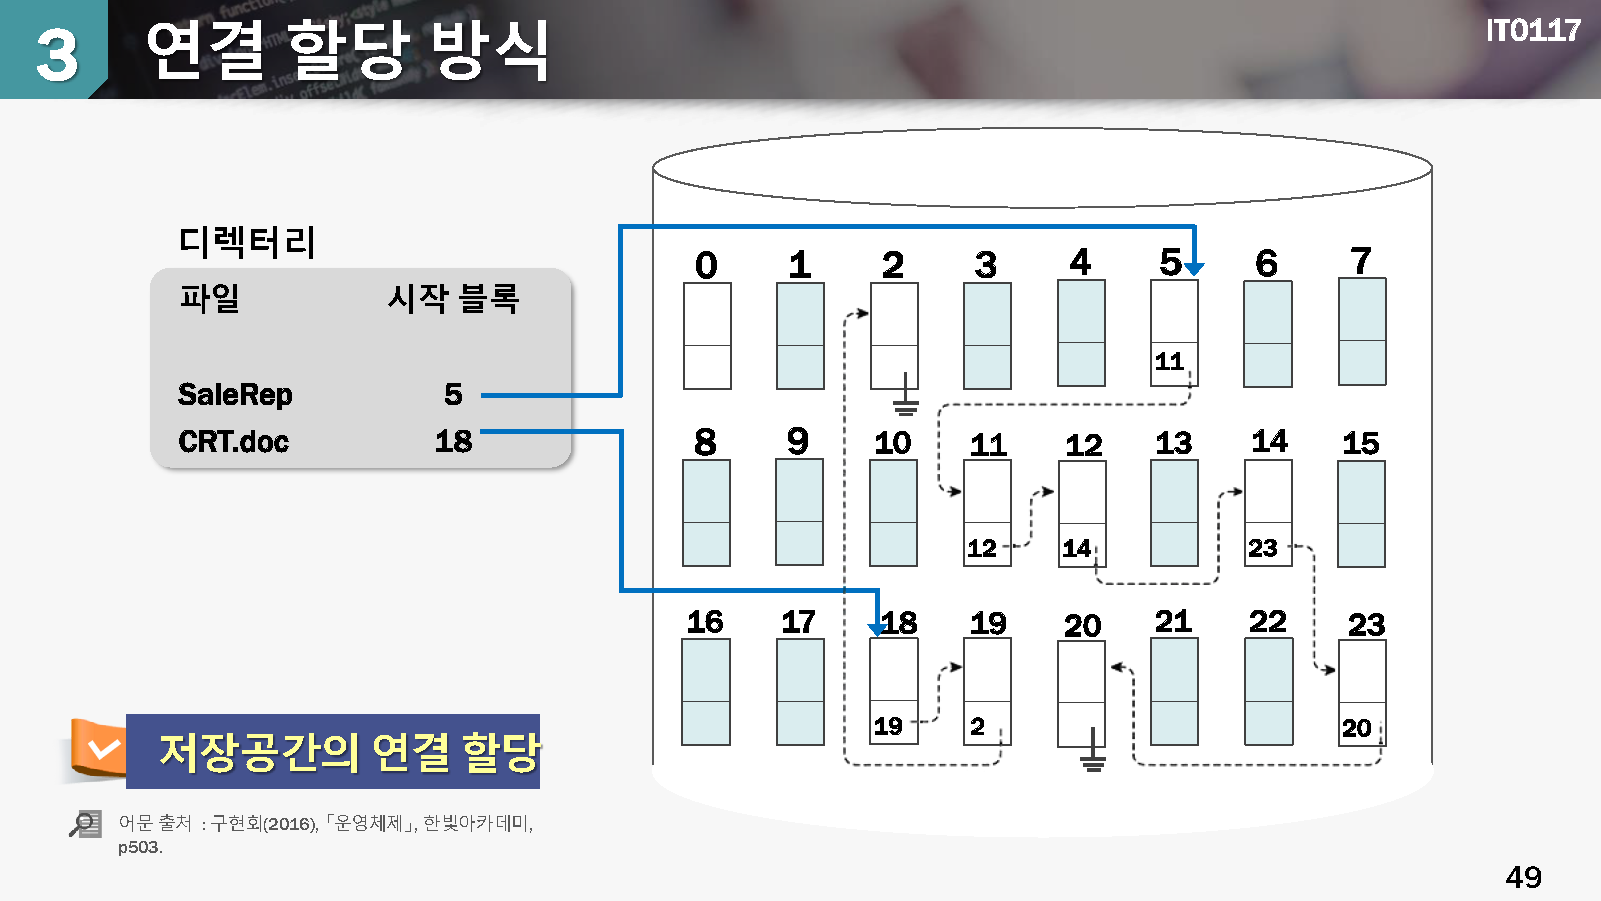 3 연결 할당 방식
IT0117
디렉터리
파일 시작 블록
SaleRep 5
CRT.doc 18
0 1 2 3 4 5 6 7
11
8 9 10 11 12 13 14 15
12 14 23
16 17 18 19 20 21 22 23
19 2 20
저장공간의 연결 할당
어문 출처 : 구현회(2016), 「운영체제」, 한빛아카데미,
p503.
49